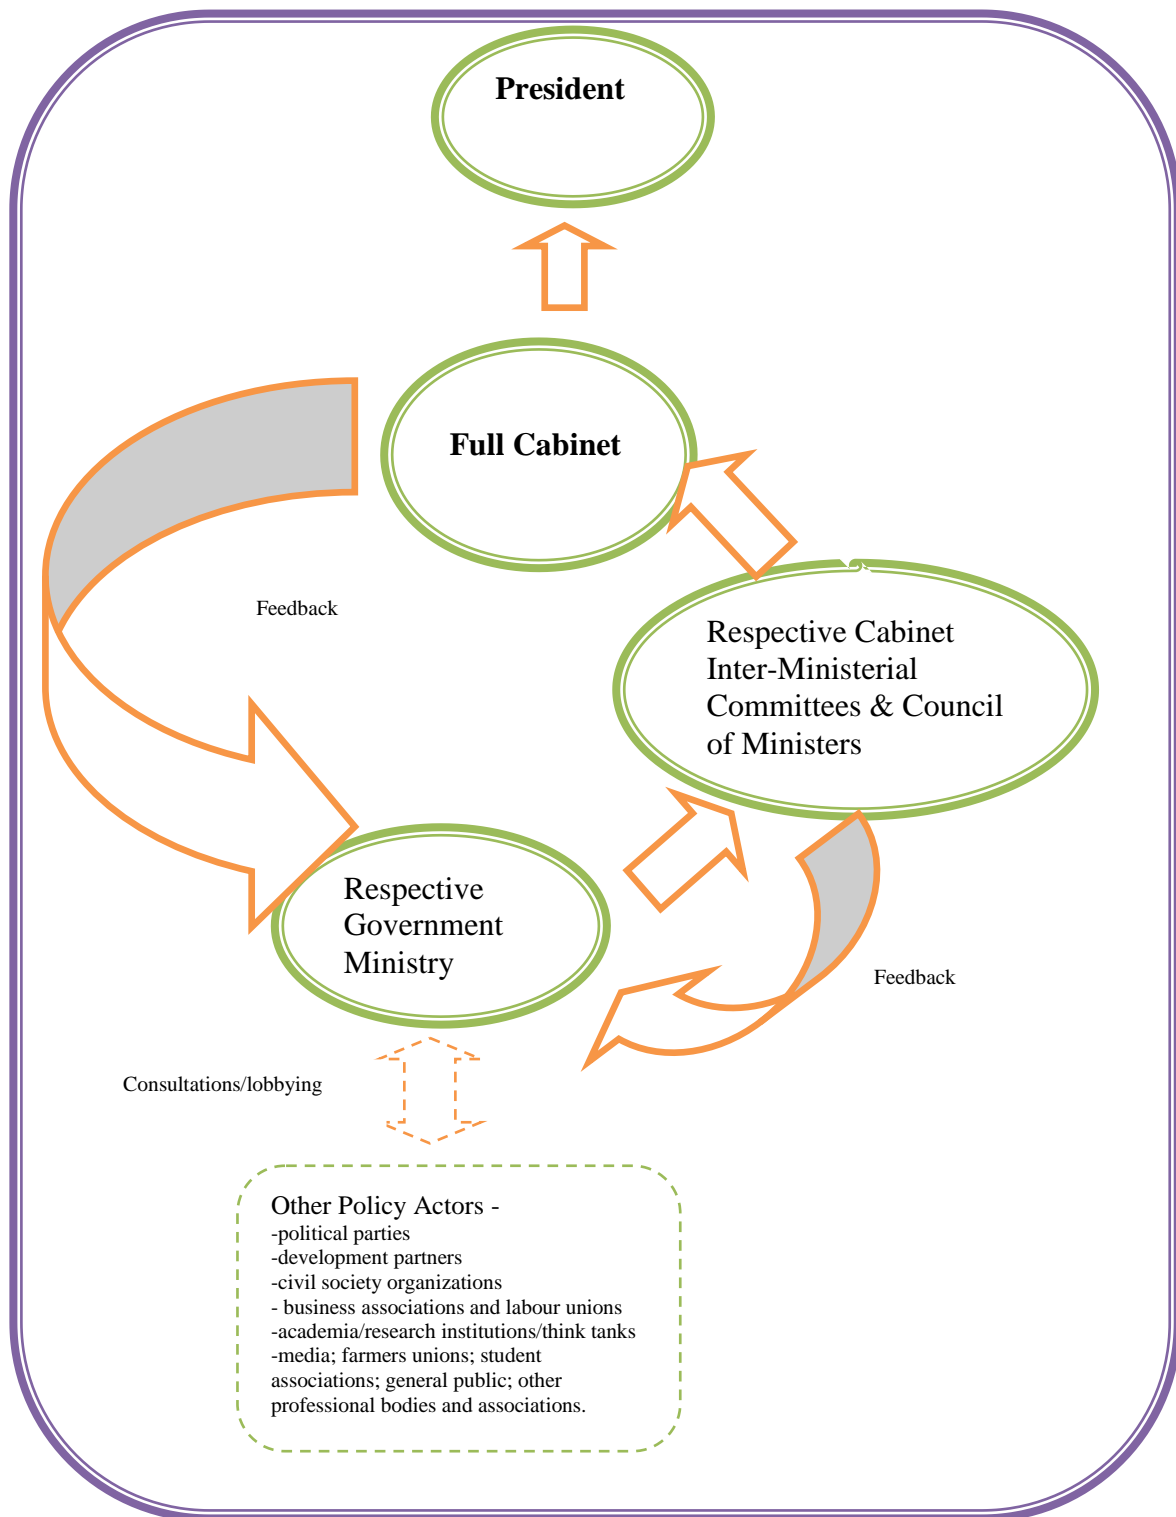 President
Full Cabinet
Feedback
Respective Cabinet
Inter-Ministerial
Committees & Council
of Ministers
Respective
Government
Ministry
Feedback
Consultations/lobbying
Other Policy Actors -
-political parties
-development partners
-civil society organizations
- business associations and labour unions
-academia/research institutions/think tanks
-media; farmers unions; student
associations; general public; other
professional bodies and associations.